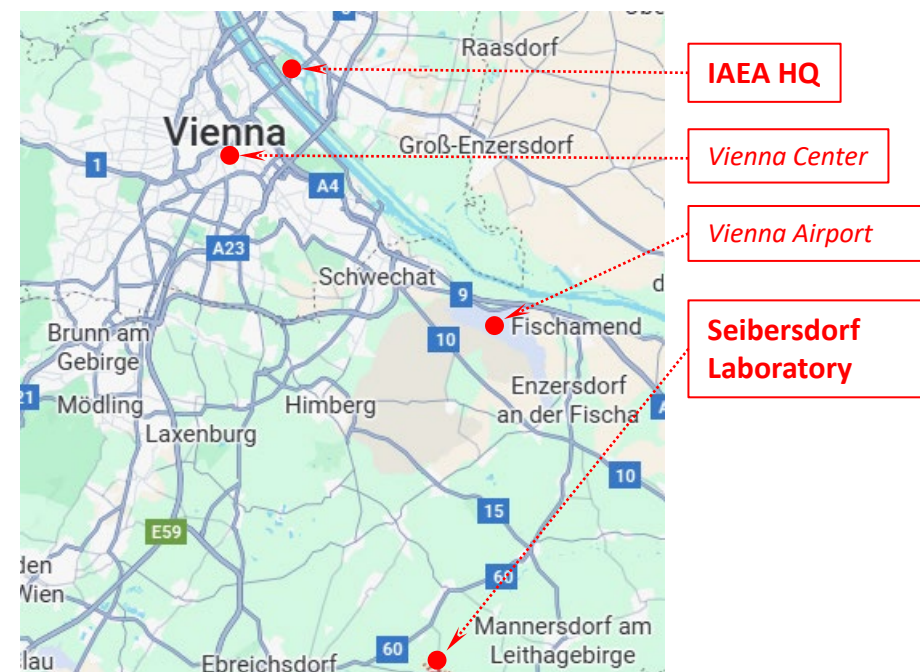 Raasdorf
IAEA HQ
Vienna
Groß-Enzersdorf
Vienna Center
1
A4
A23
Vienna Airport
Schwechat
9
Brunn am
Gebirge
10
Fischamend
Seibersdorf
Laboratory
21
Mödling
Himberg
Enzersdorf
an der Fischa
Laxenburg
10
15
E59
60
Wien
Mannersdorf am
Leithagebirge
60
Ebreichsdorf